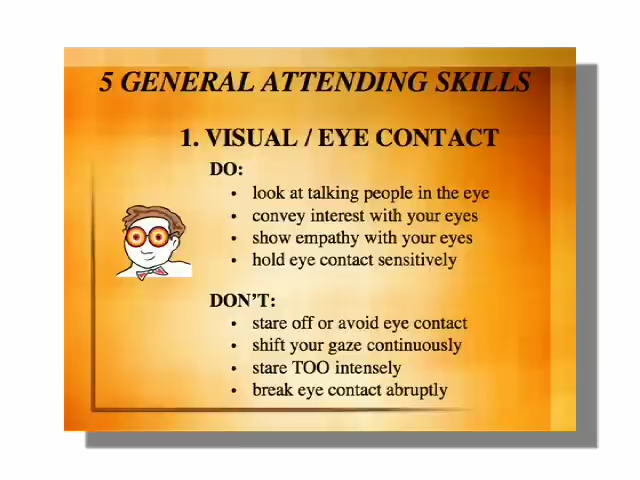 5 GENERAL ATTENDING SKILLS
1. VISUAL / EYE CONTACT
DO:
• look at talking people in the eye
• convey interest with your eyes
• show empathy with your eyes
• hold eye contact sensitively
DON'T:
• stare off or avoid eye contact
• shift your gaze continuously
• stare TOO intensely
• break eye contact abruptly